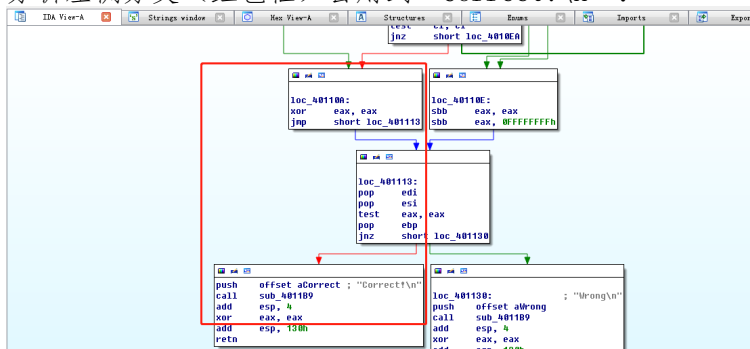 IDA View-A Strings window Hex View-A Structures Enums Imports
jnz short loc_4010EA
loc_40110A:
xor eax, eax
jmp short loc_401113
loc_40110E:
sbb eax, eax
sbb eax, 0FFFFFFFFh
loc_401113:
pop edi
pop esi
test eax, eax
pop ebp
jnz short loc_401130
push offset aCorrect ; "Correct!\n"
call sub_4011B9
add esp, 4
xor eax, eax
add esp, 130h
retn
loc_401130: ; "Wrong\n"
push offset aWrong
call sub_4011B9
add esp, 4
xor eax, eax